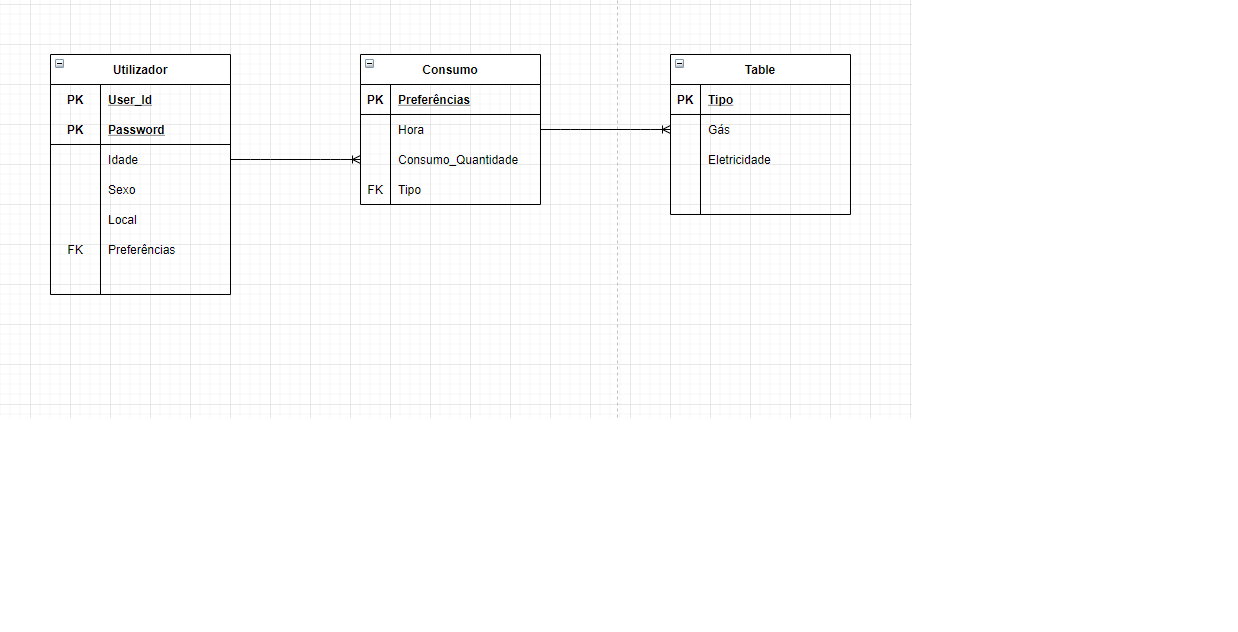 Utilizador
PK User_Id
PK Password
Idade
Sexo
Local
FK Preferências
Consumo
PK Preferências
Hora
Consumo_Quantidade
FK Tipo
Table
PK Tipo
Gás
Eletricidade